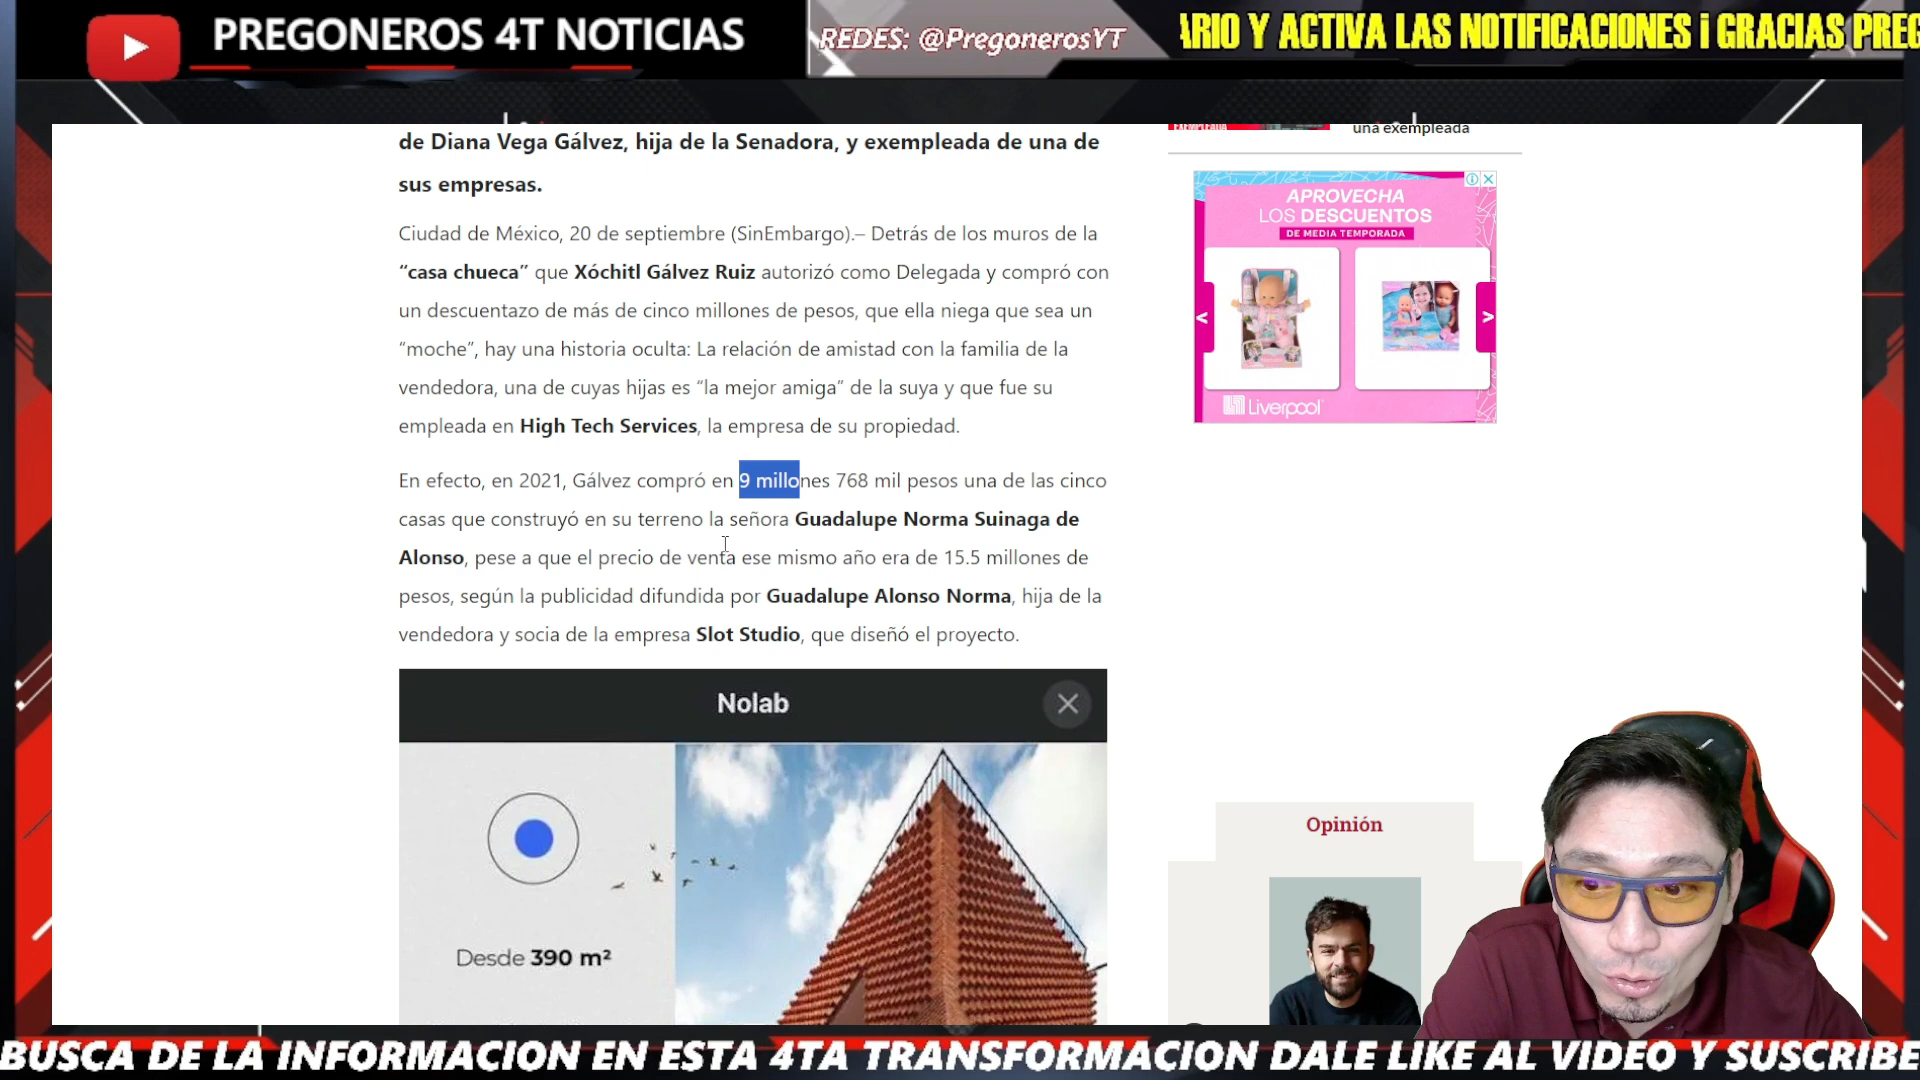 PREGONEROS 4T NOTICIAS
REDES: @PregonerosYT
ARIO Y ACTIVA LAS NOTIFICACIONES ¡ GRACIAS PREG
de Diana Vega Gálvez, hija de la Senadora, y exempleada de una de
sus empresas.
Ciudad de México, 20 de septiembre (SinEmbargo).– Detrás de los muros de la
“casa chueca” que Xóchitl Gálvez Ruiz autorizó como Delegada y compró con
un descuentazo de más de cinco millones de pesos, que ella niega que sea un
“moche”, hay una historia oculta: La relación de amistad con la familia de la
vendedora, una de cuyas hijas es “la mejor amiga” de la suya y que fue su
empleada en High Tech Services, la empresa de su propiedad.
En efecto, en 2021, Gálvez compró en 9 millones 768 mil pesos una de las cinco
casas que construyó en su terreno la señora Guadalupe Norma Suinaga de
Alonso, pese a que el precio de venta ese mismo año era de 15.5 millones de
pesos, según la publicidad difundida por Guadalupe Alonso Norma, hija de la
vendedora y socia de la empresa Slot Studio, que diseñó el proyecto.
Nolab
Desde 390 m²
EXEMPLEADA
una exempleada
APROVECHA
LOS DESCUENTOS
DE MEDIA TEMPORADA
< >
Liverpool
Opinión
BUSCA DE LA INFORMACION EN ESTA 4TA TRANSFORMACION DALE LIKE AL VIDEO Y SUSCRIBE